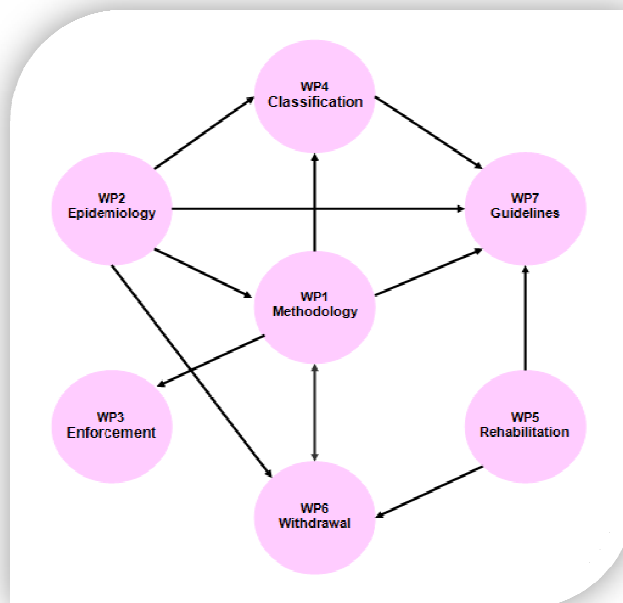 WP4
Classification
WP2
Epidemiology
WP7
Guidelines
WP1
Methodology
WP3
Enforcement
WP5
Rehabilitation
WP6
Withdrawal